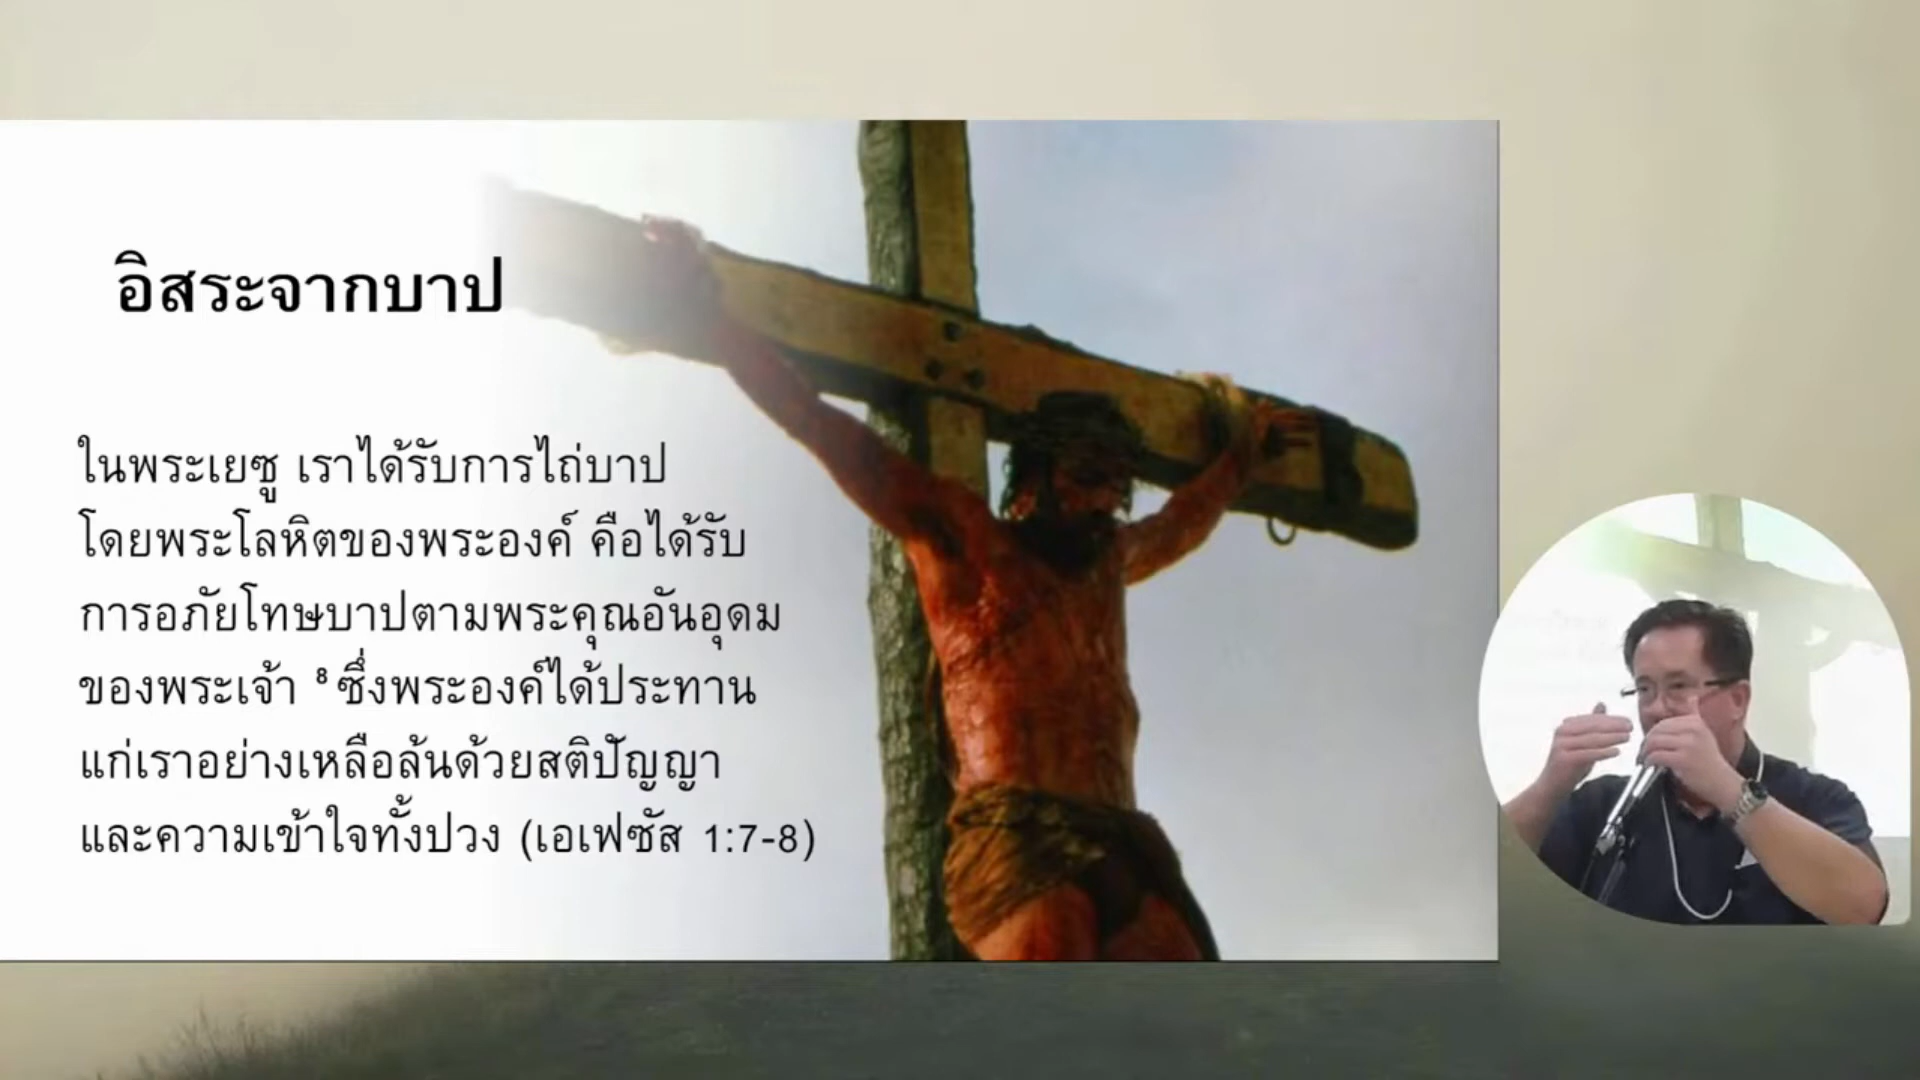 อิสระจากบาป
ในพระเยซู เราได้รับการไถ่บาป
โดยพระโลหิตของพระองค์ คือได้รับ
การอภัยโทษบาปตามพระคุณอันอุดม
ของพระเจ้า ⁸ ซึ่งพระองค์ได้ประทาน
แก่เราอย่างเหลือล้นด้วยสติปัญญา
และความเข้าใจทั้งปวง (เอเฟซัส 1:7-8)